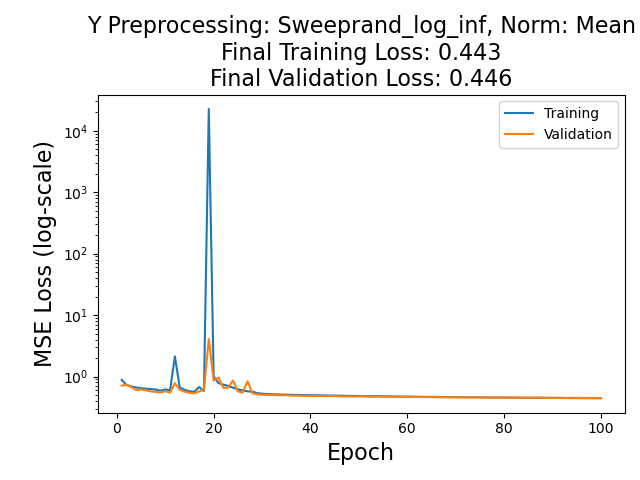 Y Preprocessing: Sweeprand_log_inf, Norm: Mean
Final Training Loss: 0.443
Final Validation Loss: 0.446
Training
Validation
MSE Loss (log-scale)
10⁴
10³
10²
10¹
10⁰
0 20 40 60 80 100
Epoch